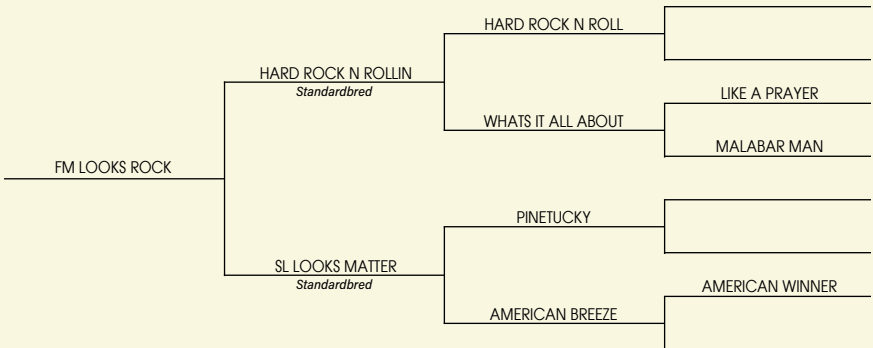 HARD ROCK N ROLL
HARD ROCK N ROLLIN
Standardbred
LIKE A PRAYER
WHATS IT ALL ABOUT
MALABAR MAN
FM LOOKS ROCK
PINETUCKY
SL LOOKS MATTER
Standardbred
AMERICAN WINNER
AMERICAN BREEZE